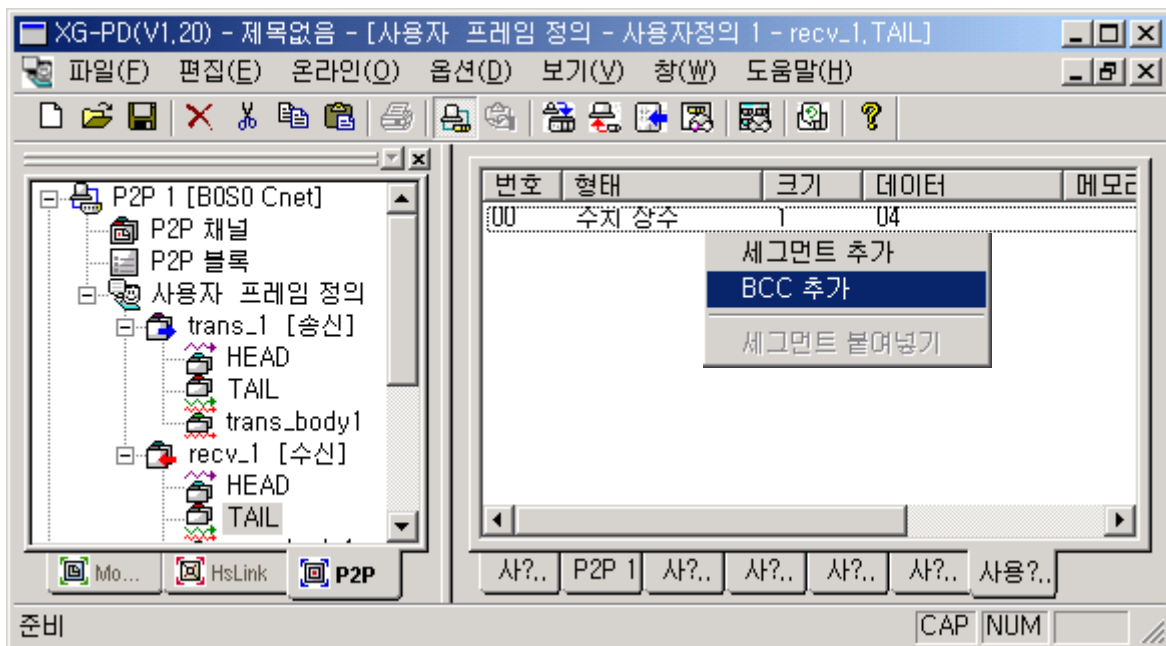 XG-PD(V1,20) - 제목없음 - [사용자 프레임 정의 - 사용자정의 1 - recv_1,TAIL]
파일(F) 편집(E) 온라인(O) 옵션(D) 보기(V) 창(W) 도움말(H)
P2P 1 [B0S0 Cnet]
P2P 채널
P2P 블록
사용자 프레임 정의
trans_1 [송신]
HEAD
TAIL
trans_body1
recv_1 [수신]
HEAD
TAIL
Mo... HsLink P2P
번호 형태 크기 데이터 메모리
00 수치 상수 1 04
세그먼트 추가
BCC 추가
세그먼트 붙여넣기
사?.. P2P 1 사?.. 사?.. 사?.. 사?.. 사용?..
준비 CAP NUM